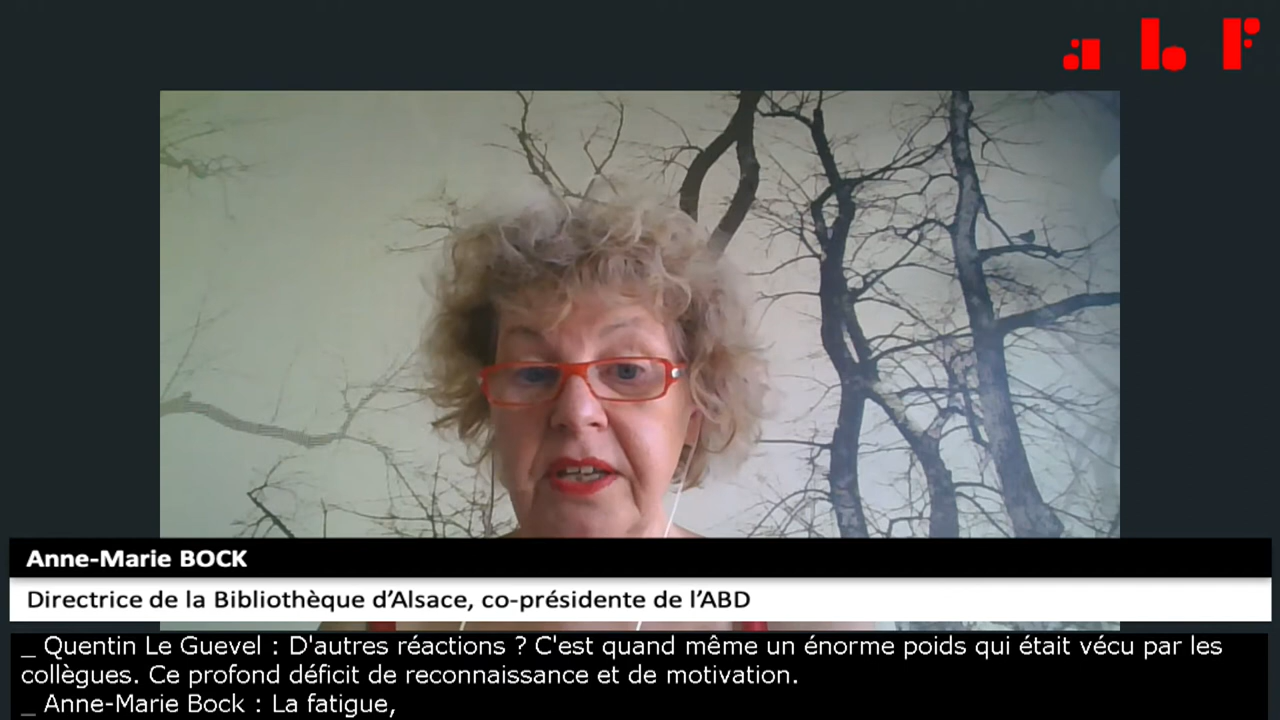 abf
Anne-Marie BOCK
Directrice de la Bibliothèque d’Alsace, co-présidente de l’ABD
_ Quentin Le Guevel : D'autres réactions ? C'est quand même un énorme poids qui était vécu par les
collègues. Ce profond déficit de reconnaissance et de motivation.
_ Anne-Marie Bock : La fatigue,